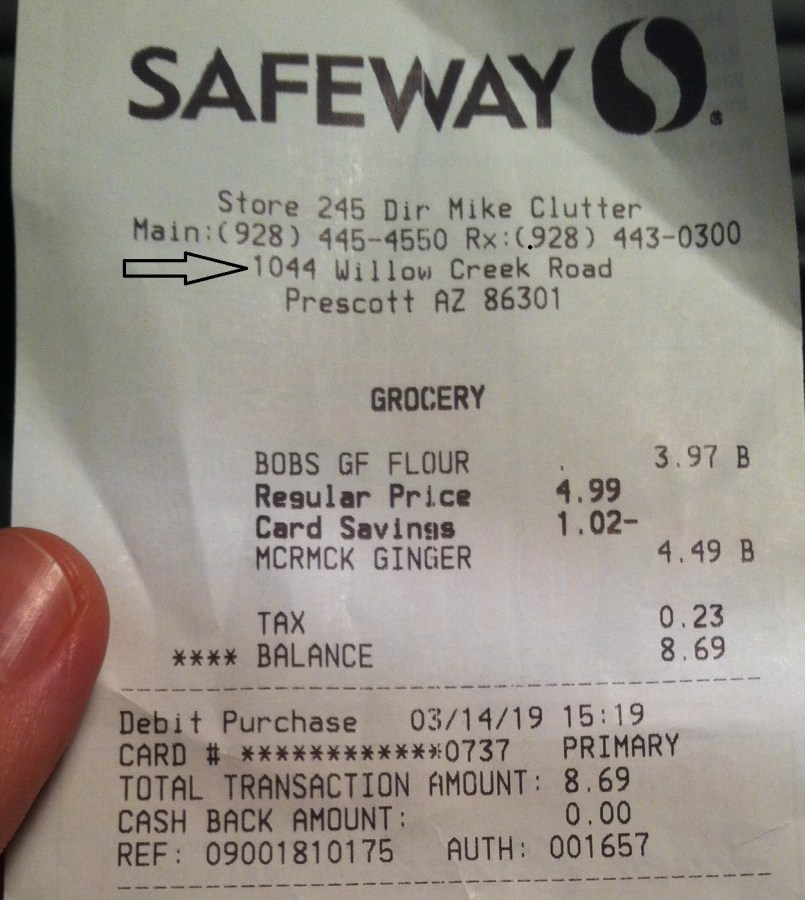 SAFEWAY
Store 245 Dir Mike Clutter
Main:(928) 445-4550 Rx:(928) 443-0300
1044 Willow Creek Road
Prescott AZ 86301
GROCERY
BOBS GF FLOUR 3.97 B
Regular Price 4.99
Card Savings 1.02-
MCRMCK GINGER 4.49 B
TAX 0.23
**** BALANCE 8.69
Debit Purchase 03/14/19 15:19
CARD # ************0737 PRIMARY
TOTAL TRANSACTION AMOUNT: 8.69
CASH BACK AMOUNT: 0.00
REF: 09001810175 AUTH: 001657